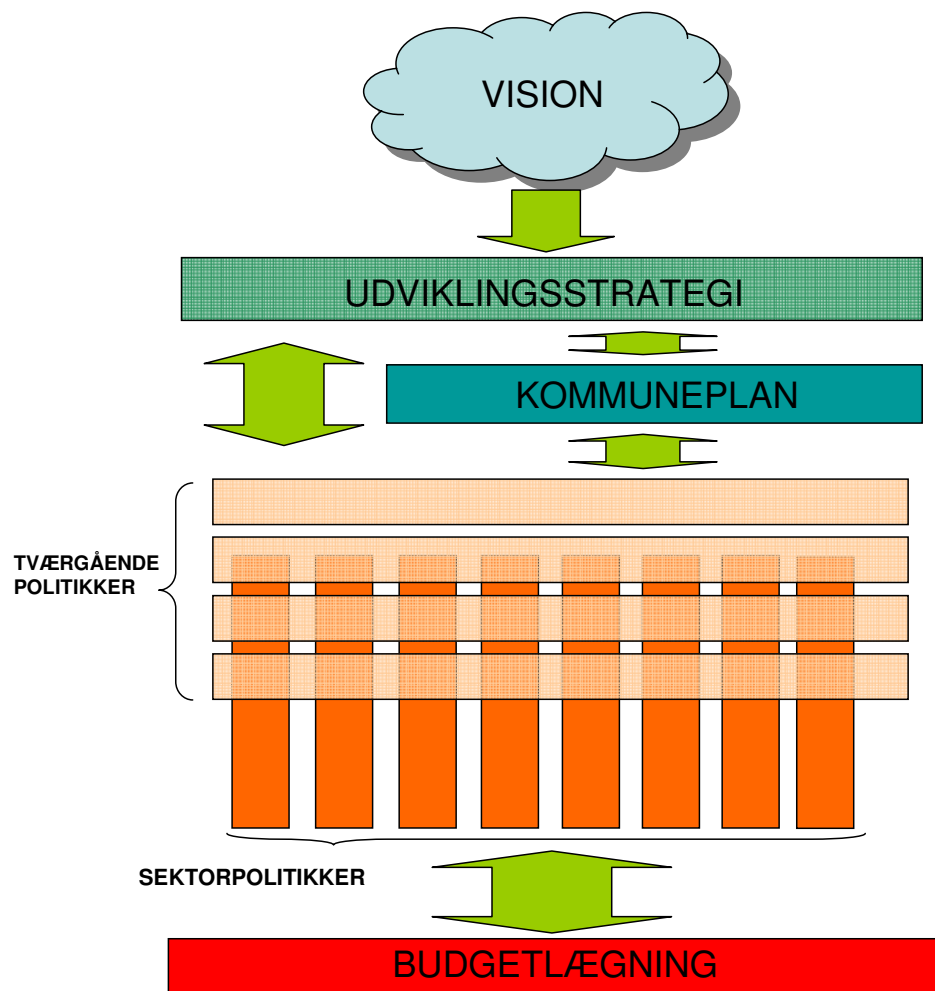 VISION
UDVIKLINGSSTRATEGI
KOMMUNEPLAN
TVÆRGÅENDE
POLITIKKER
SEKTORPOLITIKKER
BUDGETLÆGNING